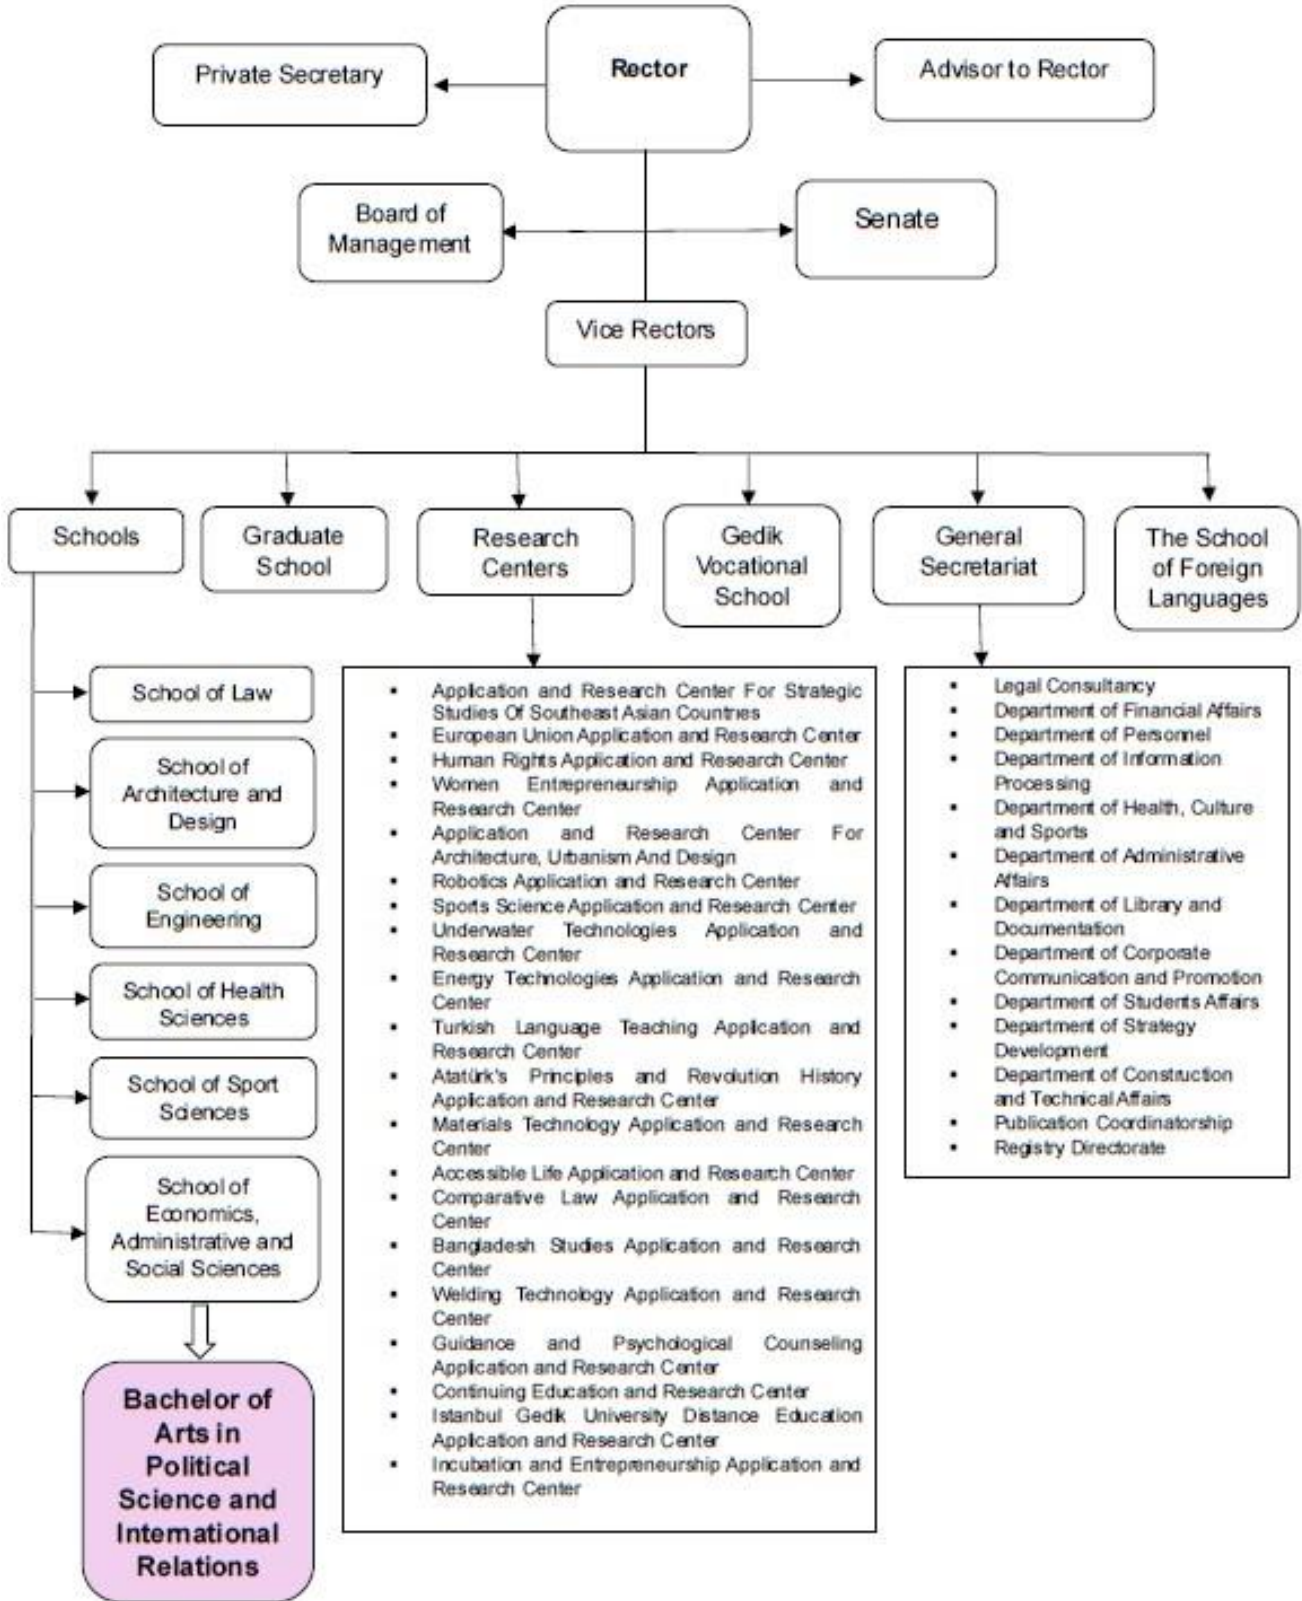 Rector
Private Secretary
Advisor to Rector
Board of
Management
Senate
Vice Rectors
Schools
Graduate
School
Research
Centers
Gedik
Vocational
School
General
Secretariat
The School
of Foreign
Languages
School of Law
School of
Architecture and
Design
School of
Engineering
School of Health
Sciences
School of Sport
Sciences
School of
Economics,
Administrative and
Social Sciences
Bachelor of
Arts in
Political
Science and
International
Relations
▪ Application and Research Center For Strategic
Studies Of Southeast Asian Countries
▪ European Union Application and Research Center
▪ Human Rights Application and Research Center
▪ Women Entrepreneurship Application and
Research Center
▪ Application and Research Center For
Architecture, Urbanism And Design
▪ Robotics Application and Research Center
▪ Sports Science Application and Research Center
▪ Underwater Technologies Application and
Research Center
▪ Energy Technologies Application and Research
Center
▪ Turkish Language Teaching Application and
Research Center
▪ Atatürk's Principles and Revolution History
Application and Research Center
▪ Materials Technology Application and Research
Center
▪ Accessible Life Application and Research Center
▪ Comparative Law Application and Research
Center
▪ Bangladesh Studies Application and Research
Center
▪ Welding Technology Application and Research
Center
▪ Guidance and Psychological Counseling
Application and Research Center
▪ Continuing Education and Research Center
▪ Istanbul Gedik University Distance Education
Application and Research Center
▪ Incubation and Entrepreneurship Application and
Research Center
▪ Legal Consultancy
▪ Department of Financial Affairs
▪ Department of Personnel
▪ Department of Information
Processing
▪ Department of Health, Culture
and Sports
▪ Department of Administrative
Affairs
▪ Department of Library and
Documentation
▪ Department of Corporate
Communication and Promotion
▪ Department of Students Affairs
▪ Department of Strategy
Development
▪ Department of Construction
and Technical Affairs
▪ Publication Coordinatorship
▪ Registry Directorate